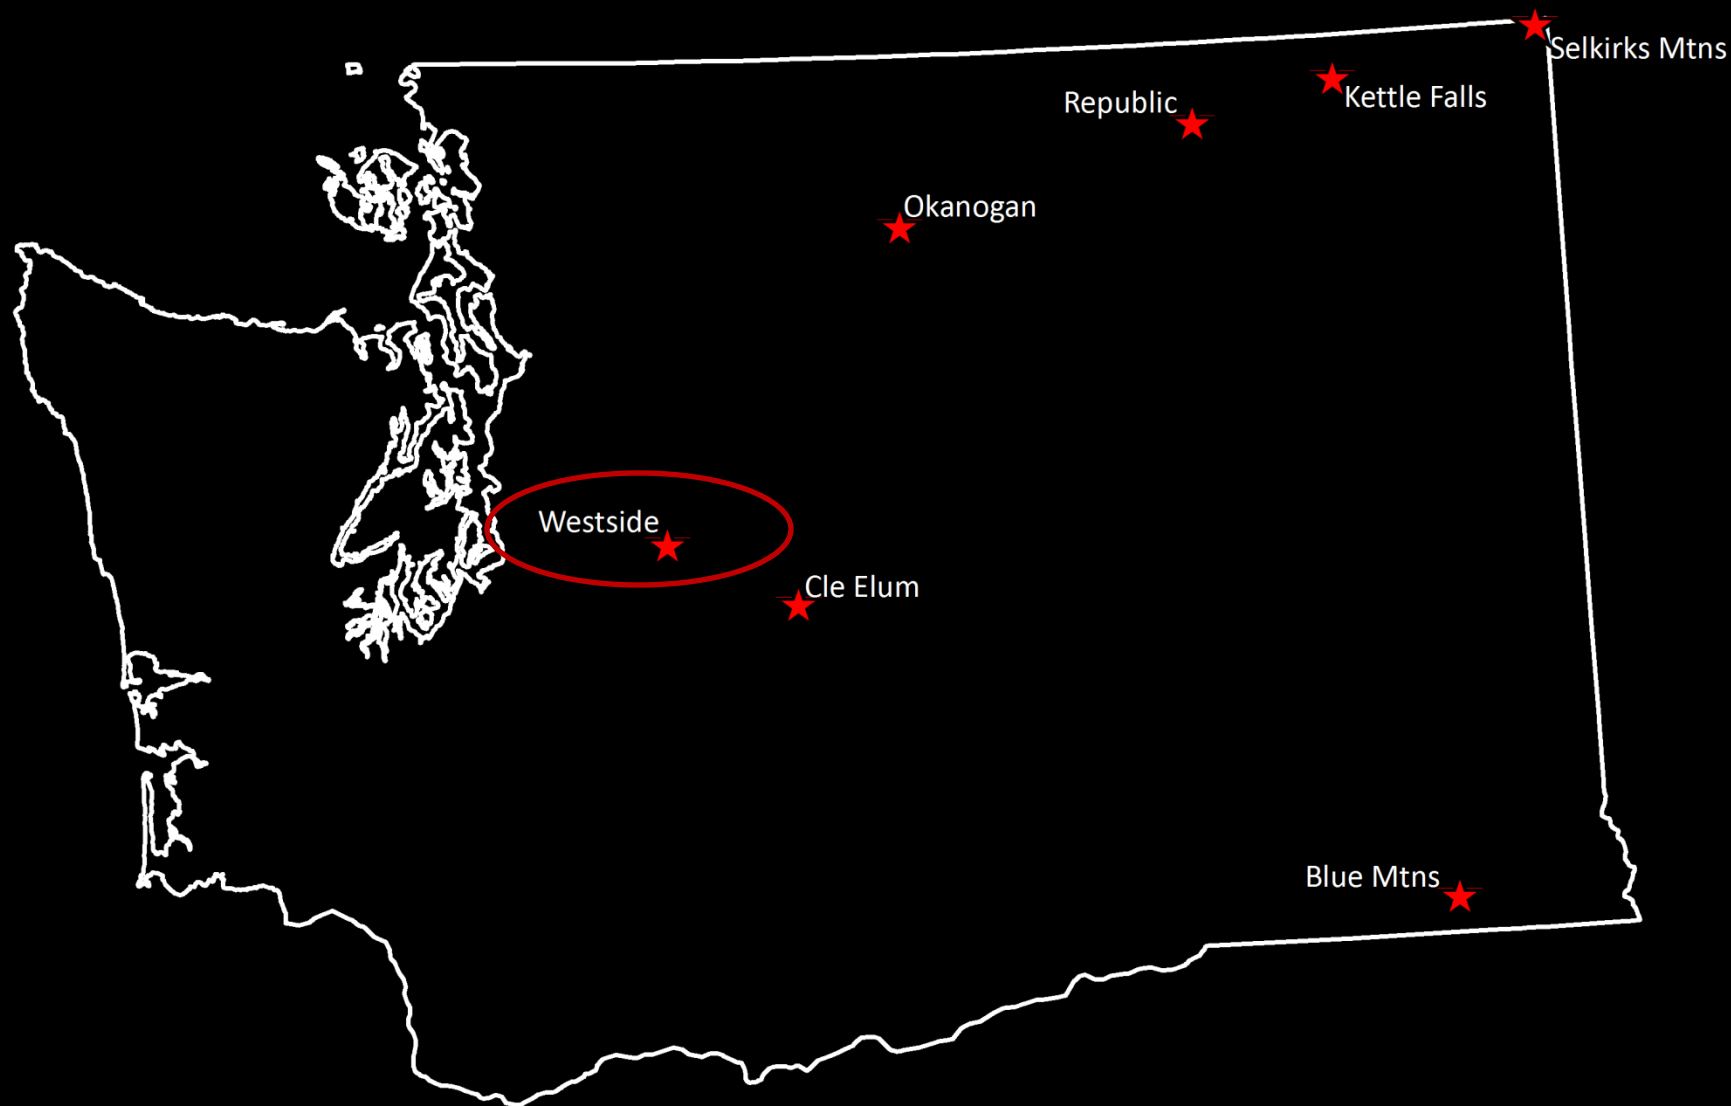 Selkirks Mtns
Kettle Falls
Republic
Okanogan
Westside
Cle Elum
Blue Mtns